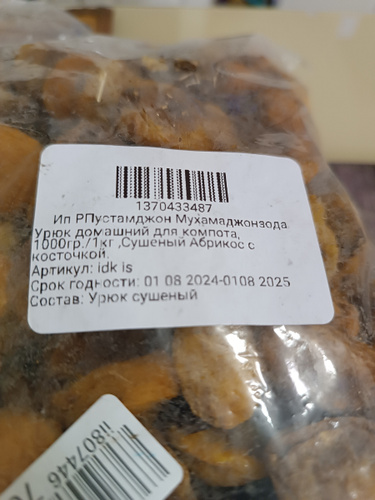 1370433487
Ип РПустамджон Мухамаджонзода
Урюк домашний для компота,
1000гр./1кг ,Сушеный Абрикос с
косточкой.
Артикул: idk is
Срок годности: 01 08 2024-0108 2025
Состав: Урюк сушеный
ii807446